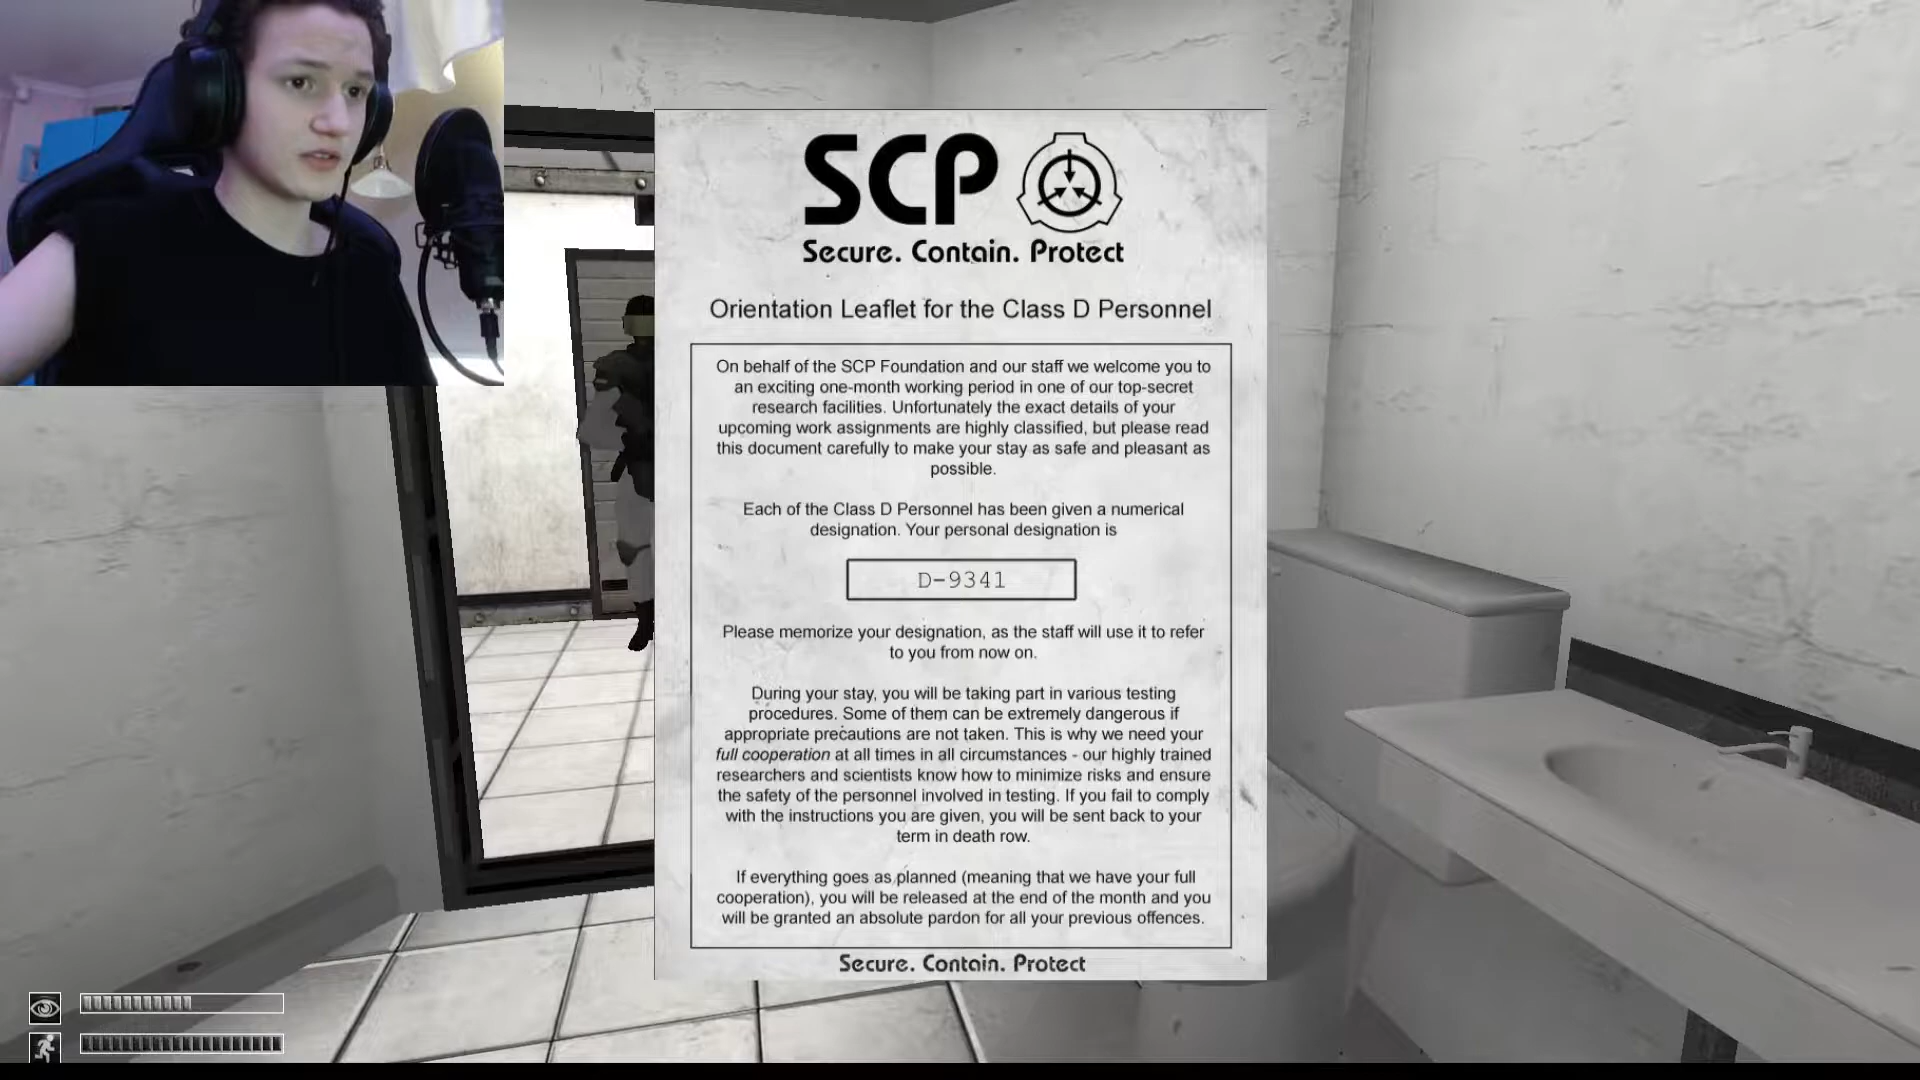 SCP
Secure. Contain. Protect
Orientation Leaflet for the Class D Personnel
On behalf of the SCP Foundation and our staff we welcome you to
an exciting one-month working period in one of our top-secret
research facilities. Unfortunately the exact details of your
upcoming work assignments are highly classified, but please read
this document carefully to make your stay as safe and pleasant as
possible.
Each of the Class D Personnel has been given a numerical
designation. Your personal designation is
D-9341
Please memorize your designation, as the staff will use it to refer
to you from now on.
During your stay, you will be taking part in various testing
procedures. Some of them can be extremely dangerous if
appropriate precautions are not taken. This is why we need your
full cooperation at all times in all circumstances - our highly trained
researchers and scientists know how to minimize risks and ensure
the safety of the personnel involved in testing. If you fail to comply
with the instructions you are given, you will be sent back to your
term in death row.
If everything goes as planned (meaning that we have your full
cooperation), you will be released at the end of the month and you
will be granted an absolute pardon for all your previous offences.
Secure. Contain. Protect